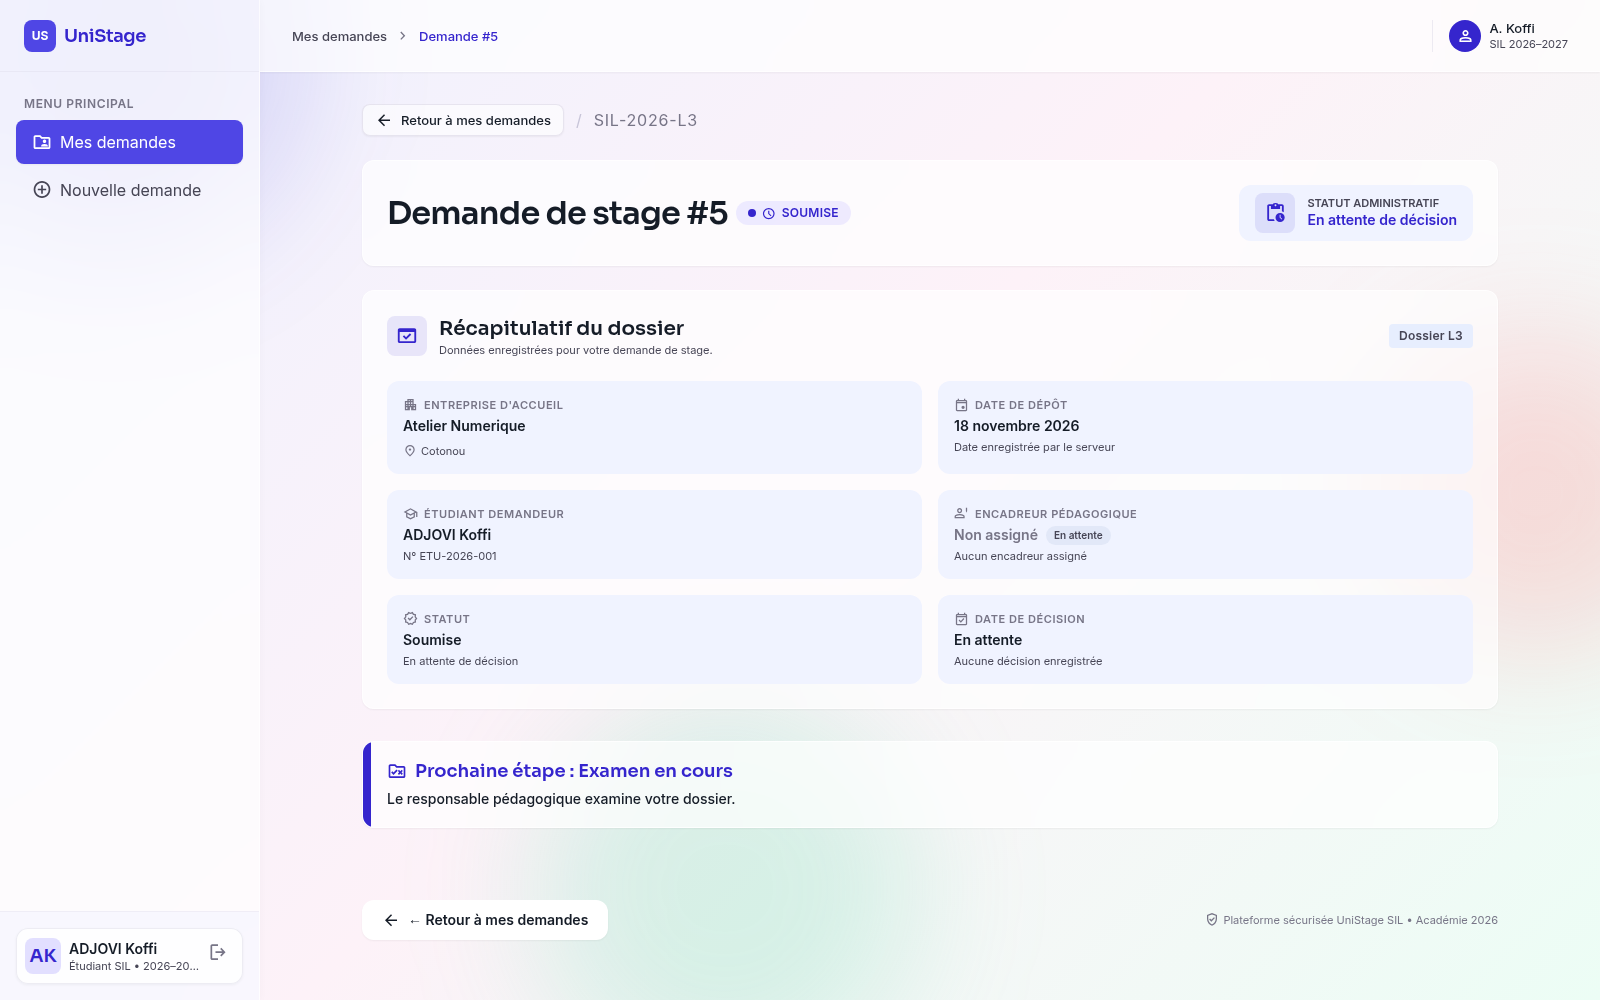 US UniStage
Mes demandes > Demande #5
A. Koffi
SIL 2026–2027
MENU PRINCIPAL
Mes demandes
Nouvelle demande
Retour à mes demandes / SIL-2026-L3
Demande de stage #5 SOUMISE
STATUT ADMINISTRATIF
En attente de décision
Récapitulatif du dossier
Données enregistrées pour votre demande de stage.
Dossier L3
ENTREPRISE D'ACCUEIL
Atelier Numerique
Cotonou
DATE DE DÉPÔT
18 novembre 2026
Date enregistrée par le serveur
ÉTUDIANT DEMANDEUR
ADJOVI Koffi
N° ETU-2026-001
ENCADREUR PÉDAGOGIQUE
Non assigné En attente
Aucun encadreur assigné
STATUT
Soumise
En attente de décision
DATE DE DÉCISION
En attente
Aucune décision enregistrée
Prochaine étape : Examen en cours
Le responsable pédagogique examine votre dossier.
← Retour à mes demandes
Plateforme sécurisée UniStage SIL • Académie 2026
AK
ADJOVI Koffi
Étudiant SIL • 2026–20...